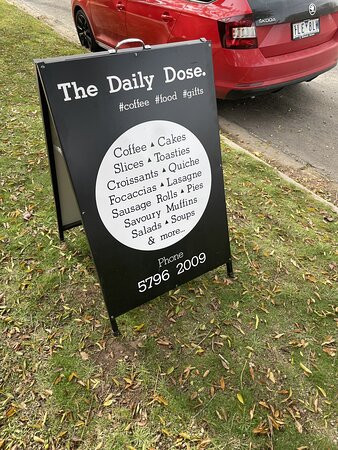 The Daily Dose.
#coffee #food #gifts
Coffee ▲ Cakes
Slices ▲ Toasties
Croissants ▲ Quiche
Focaccias ▲ Lasagne
Sausage Rolls ▲ Pies
Savoury Muffins
Salads ▲ Soups
& more...
Phone
5796 2009
ŠKODA